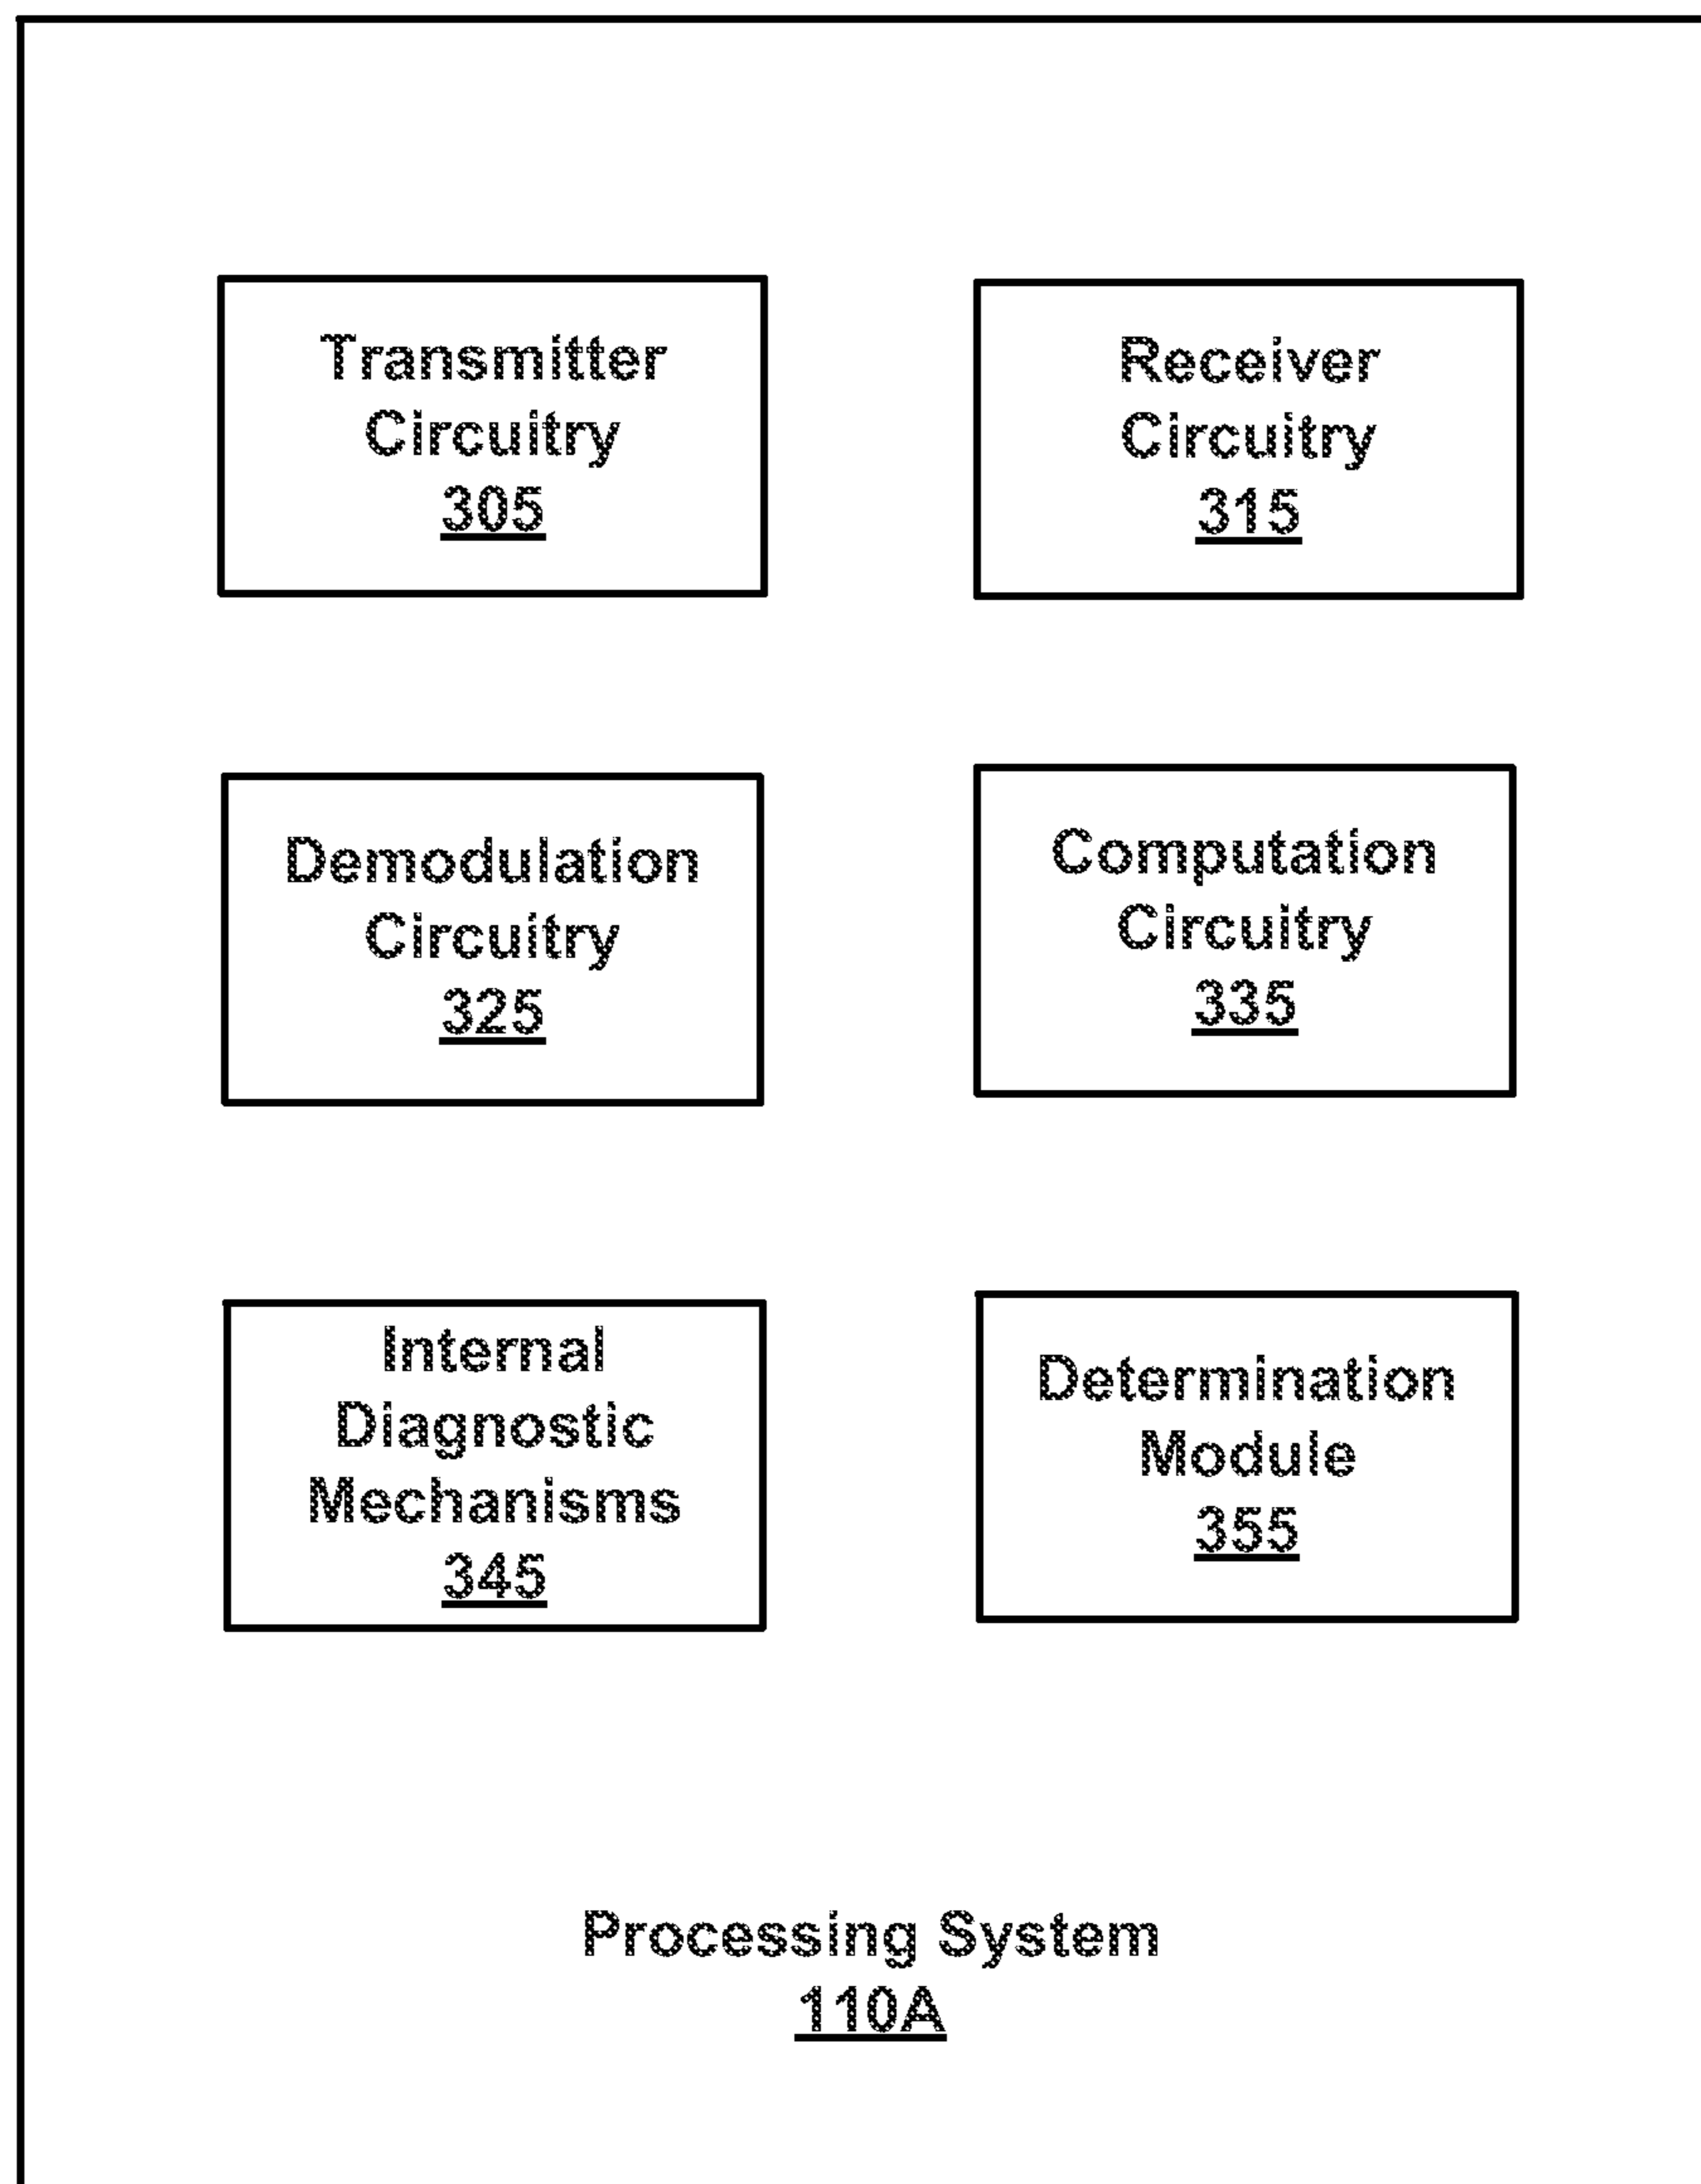 Transmitter
Circuitry
305
Receiver
Circuitry
315
Demodulation
Circuitry
325
Computation
Circuitry
335
Internal
Diagnostic
Mechanisms
345
Determination
Module
355
Processing System
110A